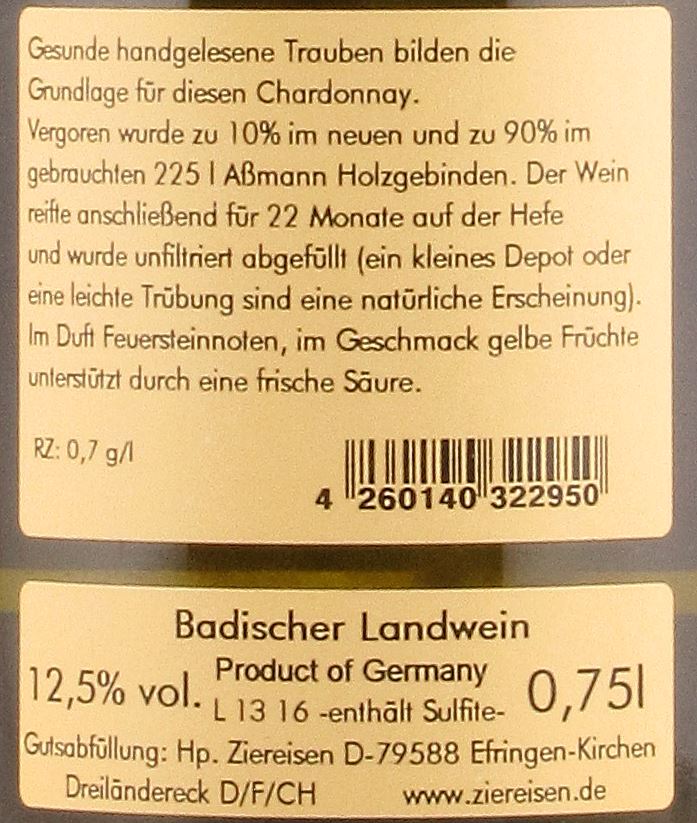 Gesunde handgelesene Trauben bilden die
Grundlage für diesen Chardonnay.
Vergoren wurde zu 10% im neuen und zu 90% im
gebrauchten 225 l Aßmann Holzgebinden. Der Wein
reifte anschließend für 22 Monate auf der Hefe
und wurde unfiltriert abgefüllt (ein kleines Depot oder
eine leichte Trübung sind eine natürliche Erscheinung).
Im Duft Feuersteinnoten, im Geschmack gelbe Früchte
unterstützt durch eine frische Säure.
RZ: 0,7 g/l
4 260140 322950
Badischer Landwein
12,5% vol. Product of Germany 0,75l
L 13 16 -enthält Sulfite-
Gutsabfüllung: Hp. Ziereisen D-79588 Efringen-Kirchen
Dreiländereck D/F/CH www.ziereisen.de